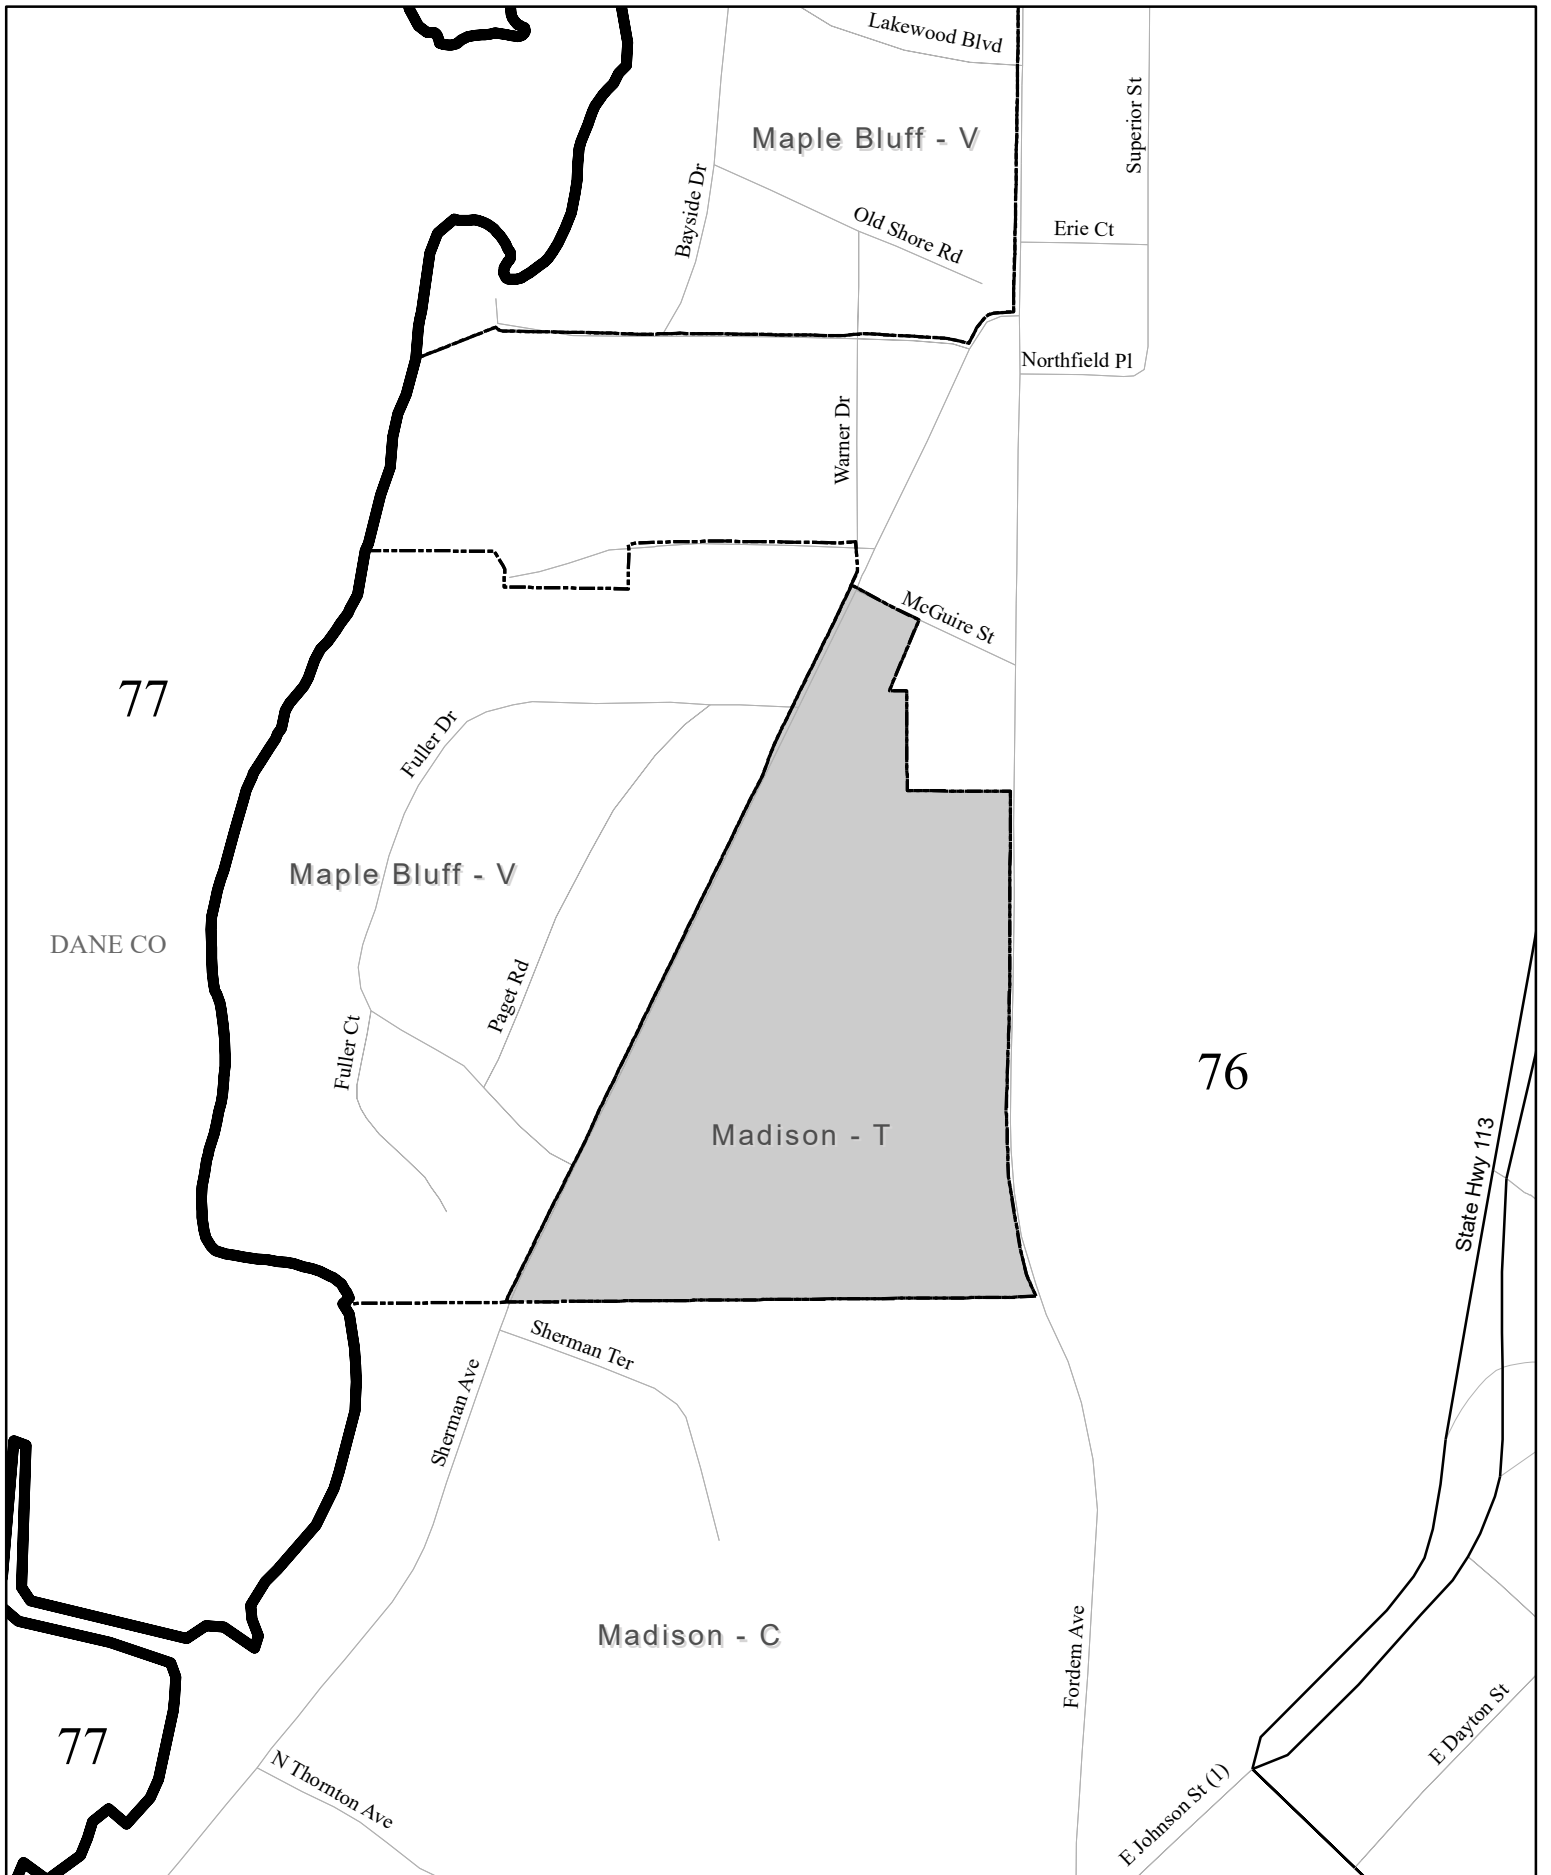 Lakewood Blvd
Superior St
Maple Bluff - V
Bayside Dr
Old Shore Rd
Erie Ct
Northfield Pl
Warner Dr
McGuire St
77
Fuller Dr
Maple Bluff - V
DANE CO
Paget Rd
Fuller Ct
76
Madison - T
State Hwy 113
Sherman Ter
Sherman Ave
Madison - C
Fordem Ave
E Dayton St
77
N Thornton Ave
E Johnson St (1)